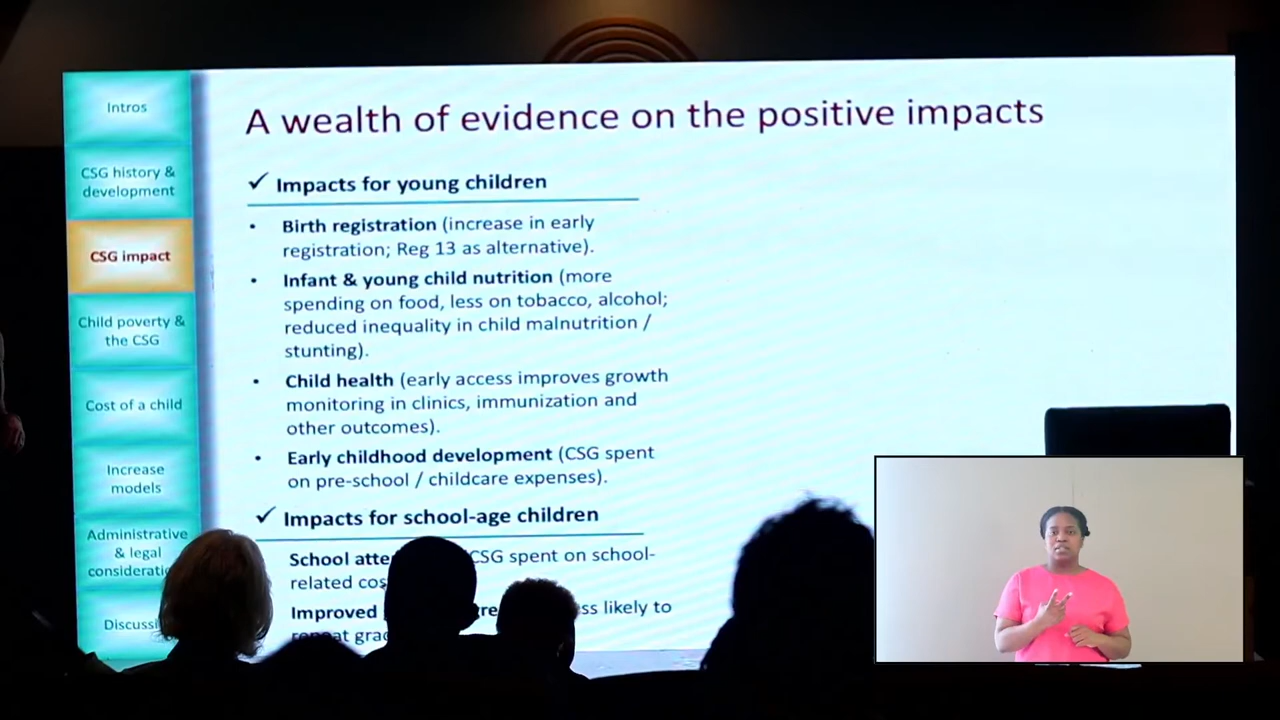 Intros
CSG history &
development
CSG impact
Child poverty &
the CSG
Cost of a child
Increase
models
Administrative
& legal
A wealth of evidence on the positive impacts
✓ Impacts for young children
• Birth registration (increase in early
registration; Reg 13 as alternative).
• Infant & young child nutrition (more
spending on food, less on tobacco, alcohol;
reduced inequality in child malnutrition /
stunting).
• Child health (early access improves growth
monitoring in clinics, immunization and
other outcomes).
• Early childhood development (CSG spent
on pre-school / childcare expenses).
✓ Impacts for school-age children
School CSG spent on school-
related
Improved likely to